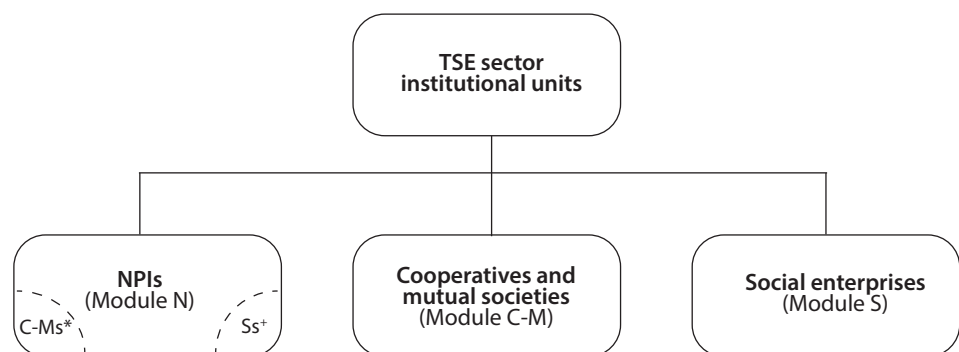 TSE sector
institutional units
NPIs
(Module N)
C-Ms*
Ss+
Cooperatives and
mutual societies
(Module C-M)
Social enterprises
(Module S)